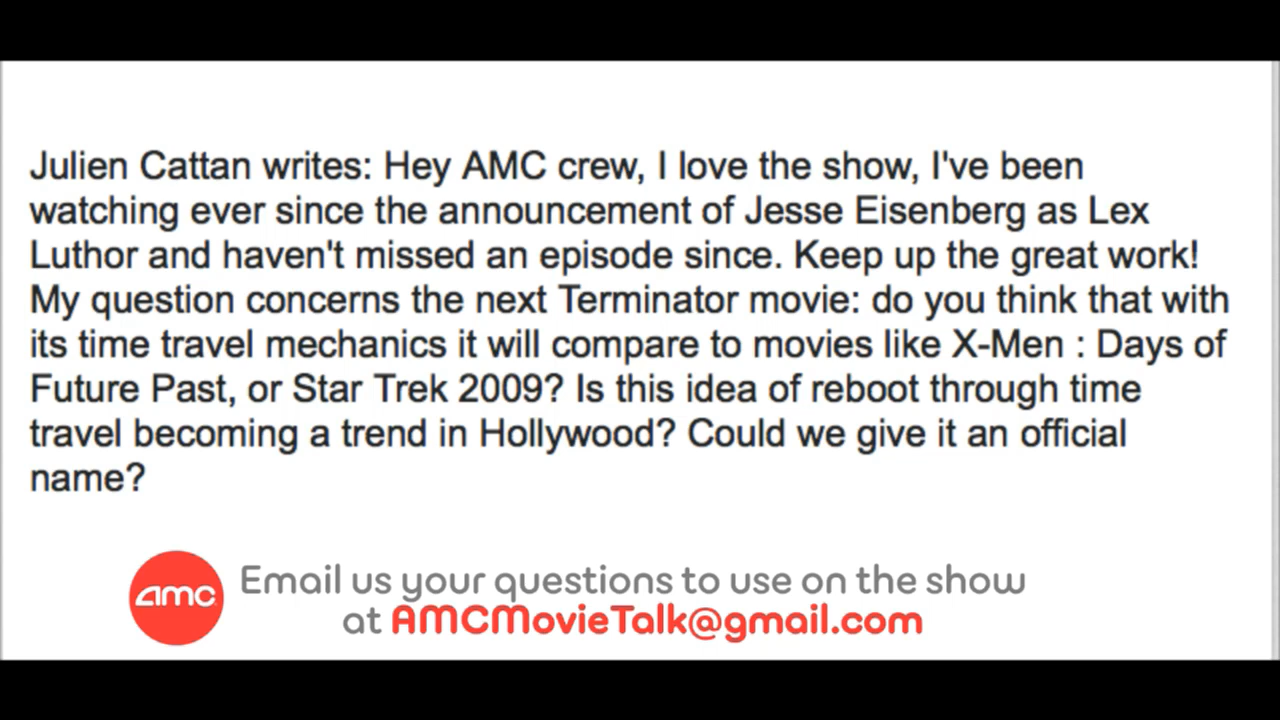 Julien Cattan writes: Hey AMC crew, I love the show, I've been
watching ever since the announcement of Jesse Eisenberg as Lex
Luthor and haven't missed an episode since. Keep up the great work!
My question concerns the next Terminator movie: do you think that with
its time travel mechanics it will compare to movies like X-Men : Days of
Future Past, or Star Trek 2009? Is this idea of reboot through time
travel becoming a trend in Hollywood? Could we give it an official
name?
amc
Email us your questions to use on the show
at AMCMovieTalk@gmail.com